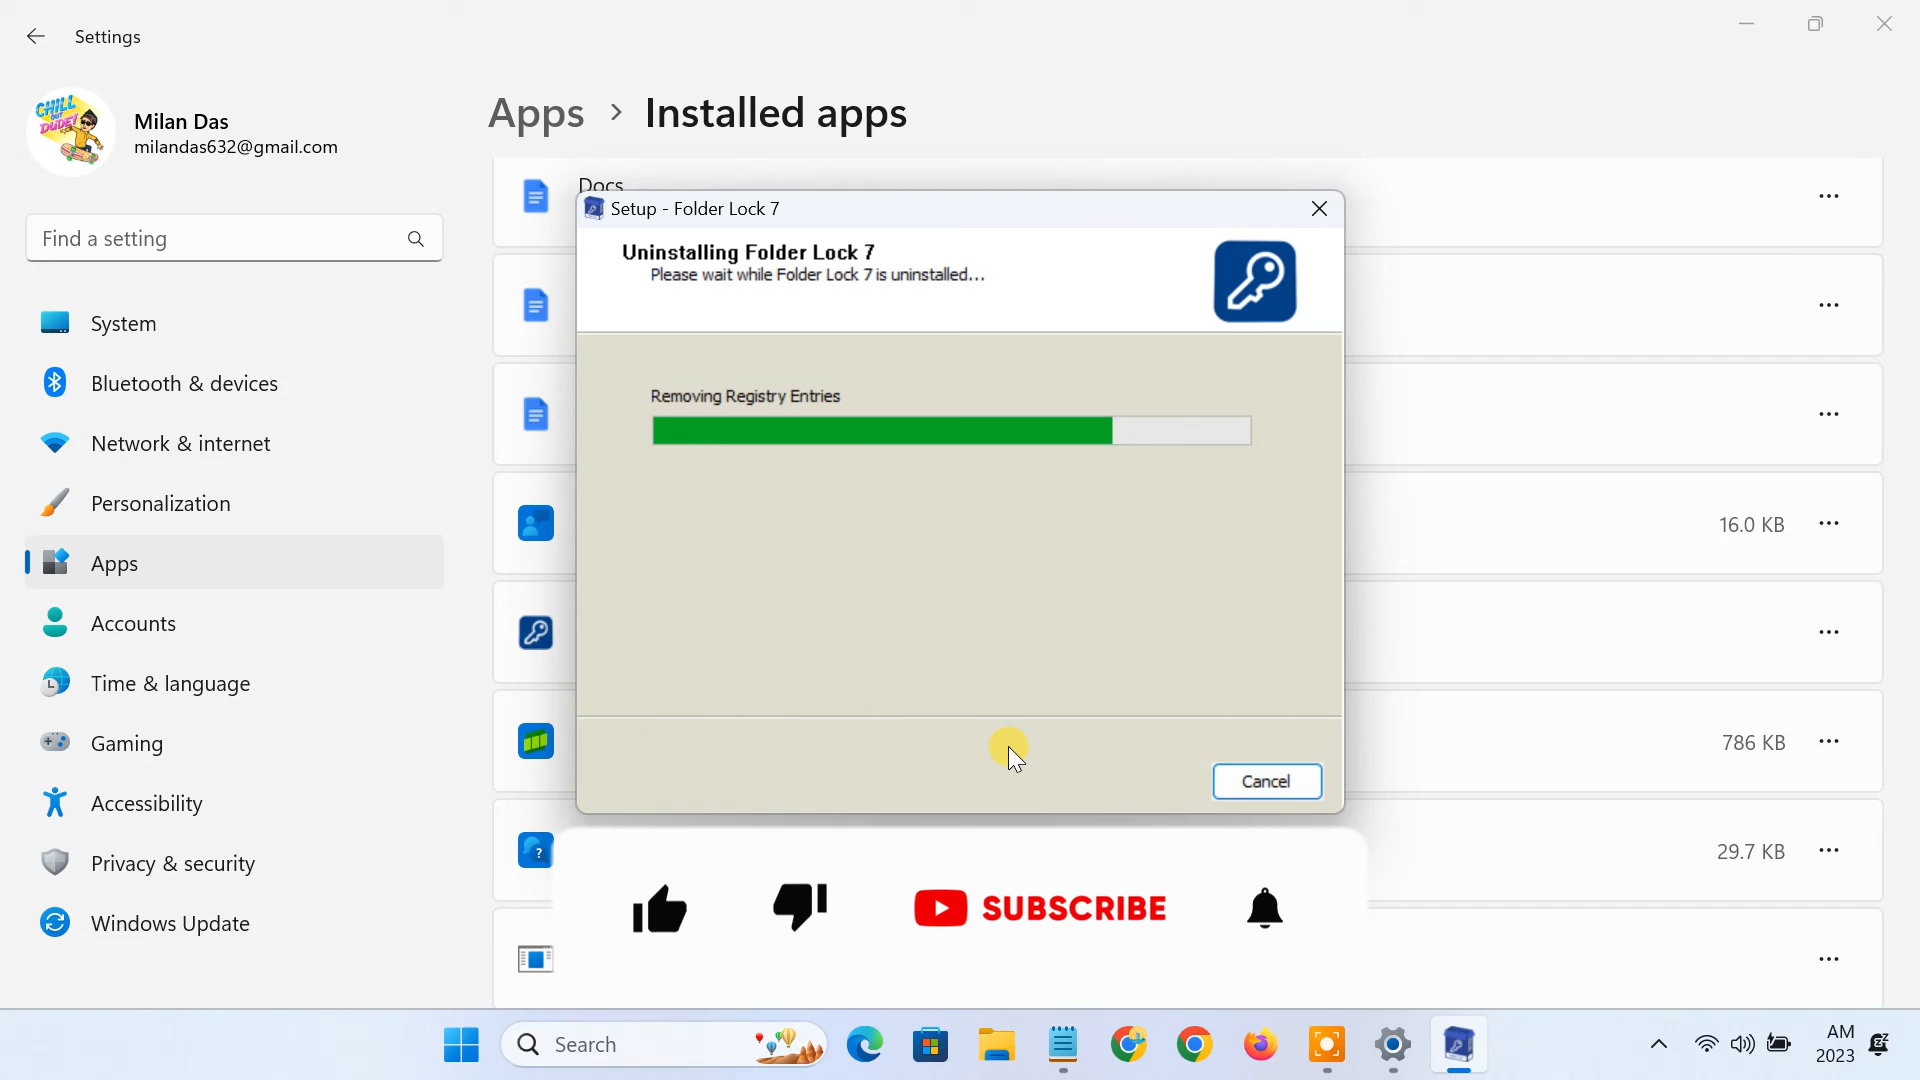 Settings
CHILL
OUT
DUDE!
Milan Das
milandas632@gmail.com
Find a setting
System
Bluetooth & devices
Network & internet
Personalization
Apps
Accounts
Time & language
Gaming
Accessibility
Privacy & security
Windows Update
Apps > Installed apps
Docs
16.0 KB
786 KB
29.7 KB
Setup - Folder Lock 7
Uninstalling Folder Lock 7
Please wait while Folder Lock 7 is uninstalled...
Removing Registry Entries
Cancel
SUBSCRIBE
Search
AM
2023